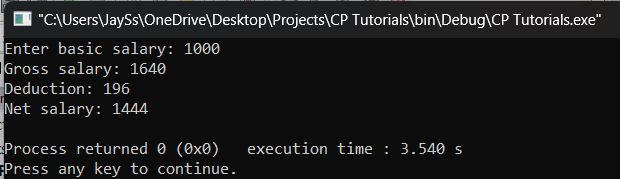 "C:\Users\JaySs\OneDrive\Desktop\Projects\CP Tutorials\bin\Debug\CP Tutorials.exe"
Enter basic salary: 1000
Gross salary: 1640
Deduction: 196
Net salary: 1444
Process returned 0 (0x0)   execution time : 3.540 s
Press any key to continue.